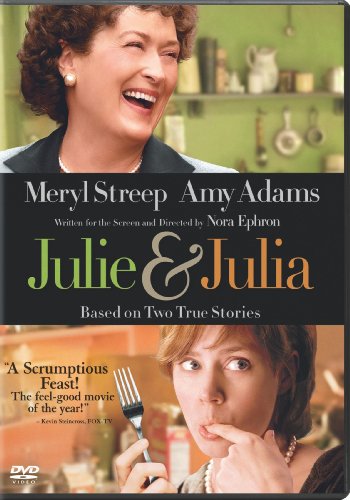 Meryl Streep Amy Adams
Written for the Screen and Directed by Nora Ephron
Julie & Julia
Based on Two True Stories
"A Scrumptious
Feast!
The feel-good movie
of the year!"
– Kevin Steincross, FOX-TV
DVD
VIDEO